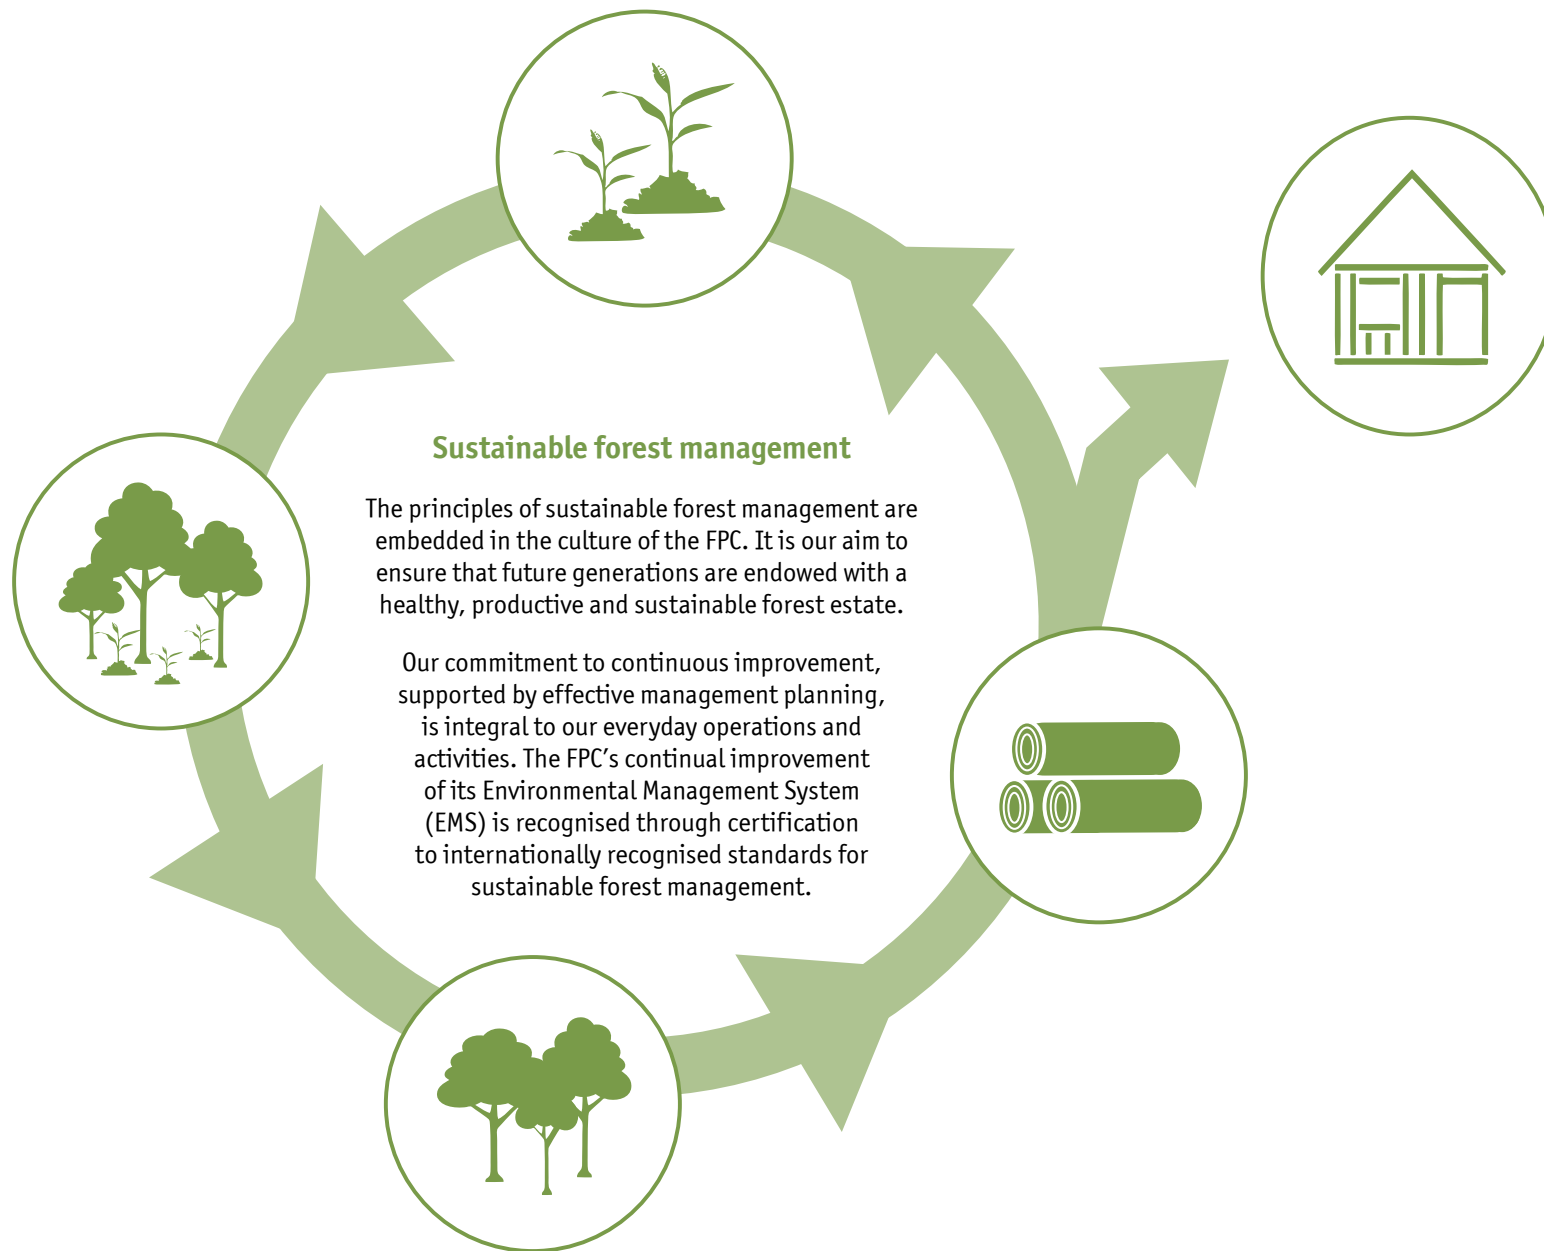 Sustainable forest management
The principles of sustainable forest management are
embedded in the culture of the FPC. It is our aim to
ensure that future generations are endowed with a
healthy, productive and sustainable forest estate.
Our commitment to continuous improvement,
supported by effective management planning,
is integral to our everyday operations and
activities. The FPC’s continual improvement
of its Environmental Management System
(EMS) is recognised through certification
to internationally recognised standards for
sustainable forest management.